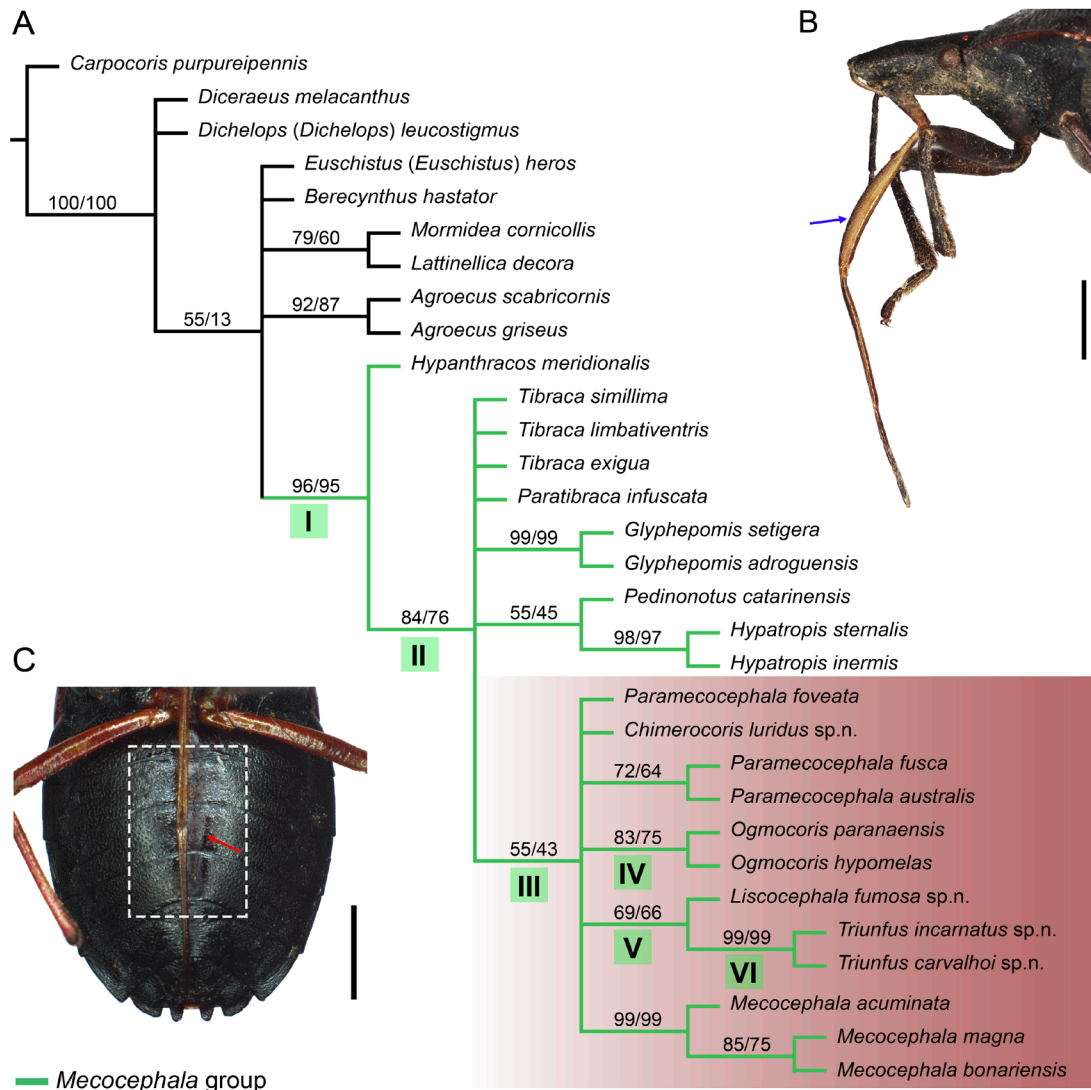 A
B
Carpocoris purpureipennis
Diceraeus melacanthus
Dichelops (Dichelops) leucostigmus
100/100
Euschistus (Euschistus) heros
Berecynthus hastator
79/60
Mormidea cornicollis
Lattinellica decora
55/13
92/87
Agroecus scabricornis
Agroecus griseus
Hypanthracos meridionalis
96/95
I
Tibraca simillima
Tibraca limbativentris
Tibraca exigua
Paratibraca infuscata
99/99
Glyphepomis setigera
Glyphepomis adroguensis
84/76
II
55/45
Pedinonotus catarinensis
98/97
Hypatropis sternalis
Hypatropis inermis
C
Paramecocephala foveata
Chimerocoris luridus sp.n.
72/64
Paramecocephala fusca
Paramecocephala australis
55/43
III
83/75
IV
Ogmocoris paranaensis
Ogmocoris hypomelas
69/66
V
Liscocephala fumosa sp.n.
99/99
VI
Triunfus incarnatus sp.n.
Triunfus carvalhoi sp.n.
99/99
Mecocephala acuminata
85/75
Mecocephala magna
Mecocephala bonariensis
Mecocephala group